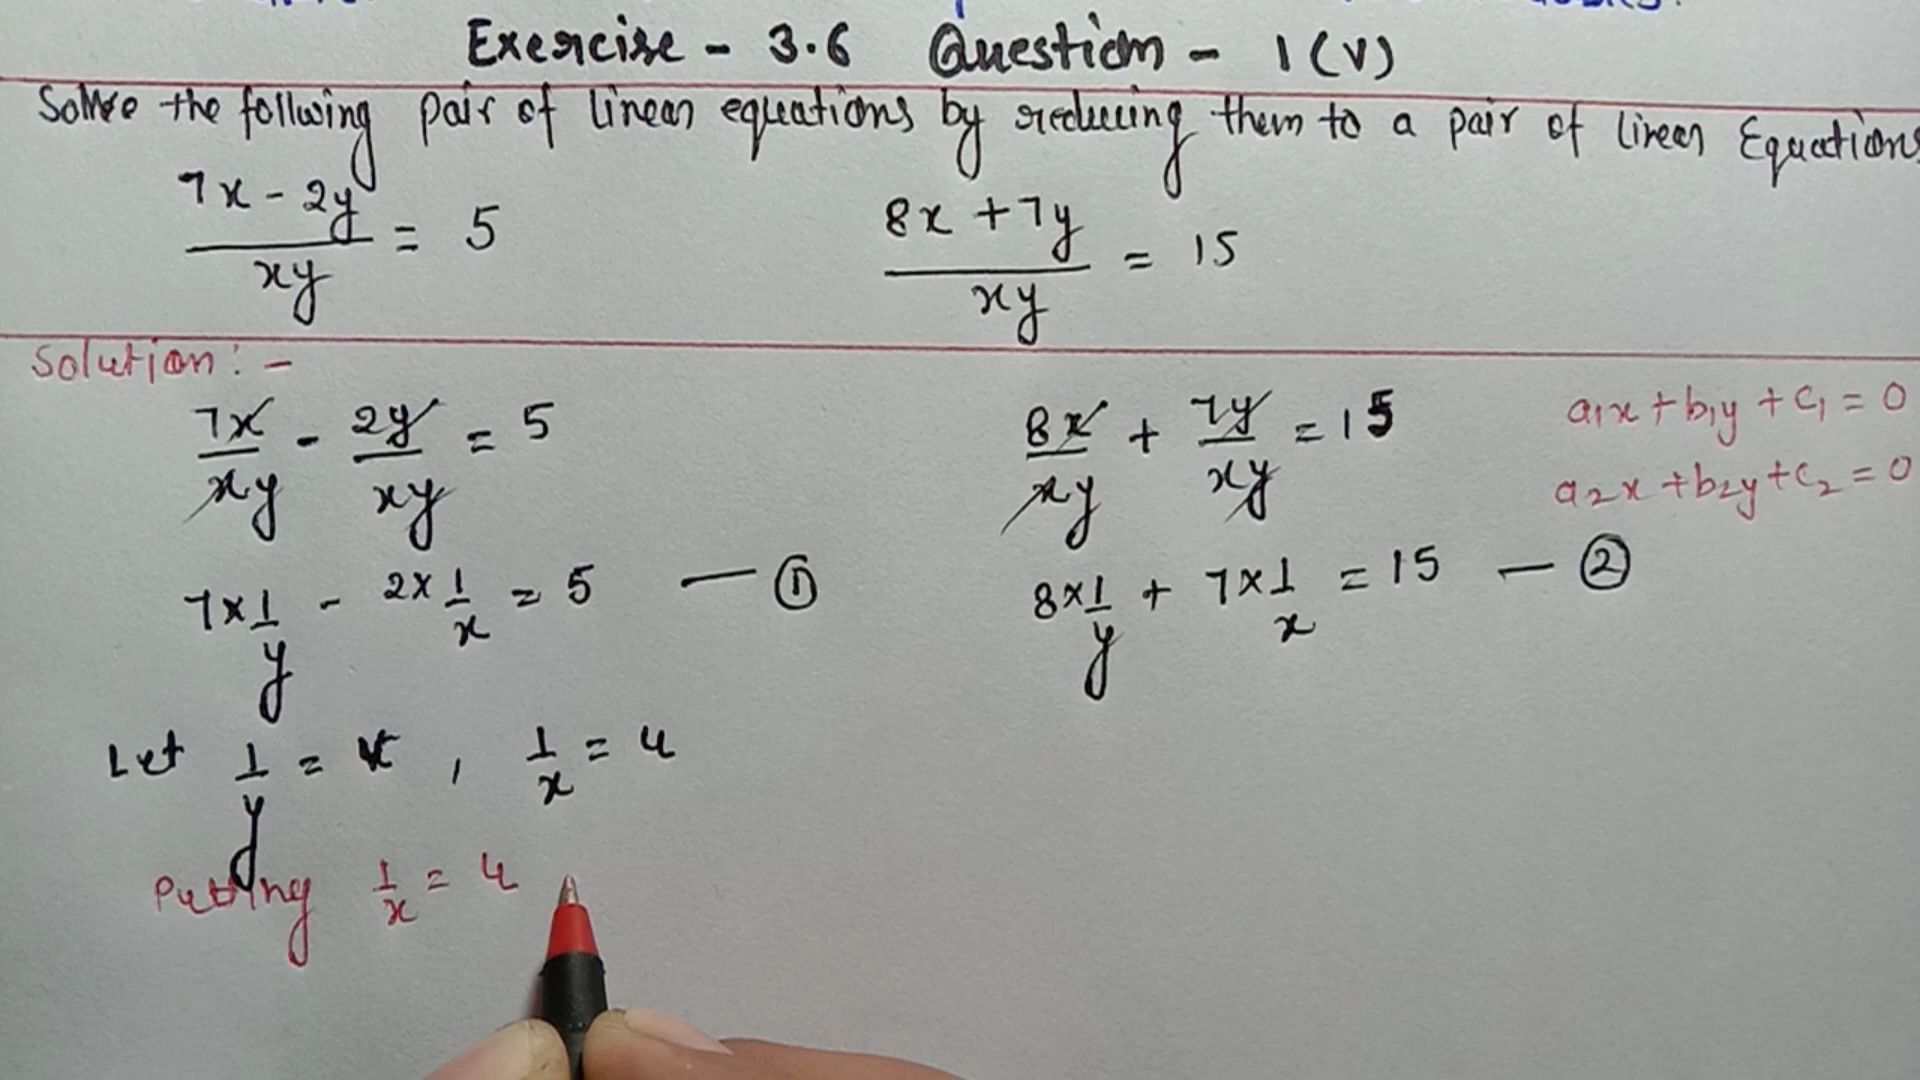 Exercise - 3.6 Question - 1(V)
Solve the follwing pair of linear equations by reducing them to a pair of linear Equations
7x - 2y / xy = 5
8x + 7y / xy = 15
Solution: -
7x/xy - 2y/xy = 5
8x/xy + 7y/xy = 15
a₁x + b₁y + c₁ = 0
a₂x + b₂y + c₂ = 0
7×1/y - 2×1/x = 5 — ①
8×1/y + 7×1/x = 15 — ②
Let 1/y = v, 1/x = u
Putting 1/x = u